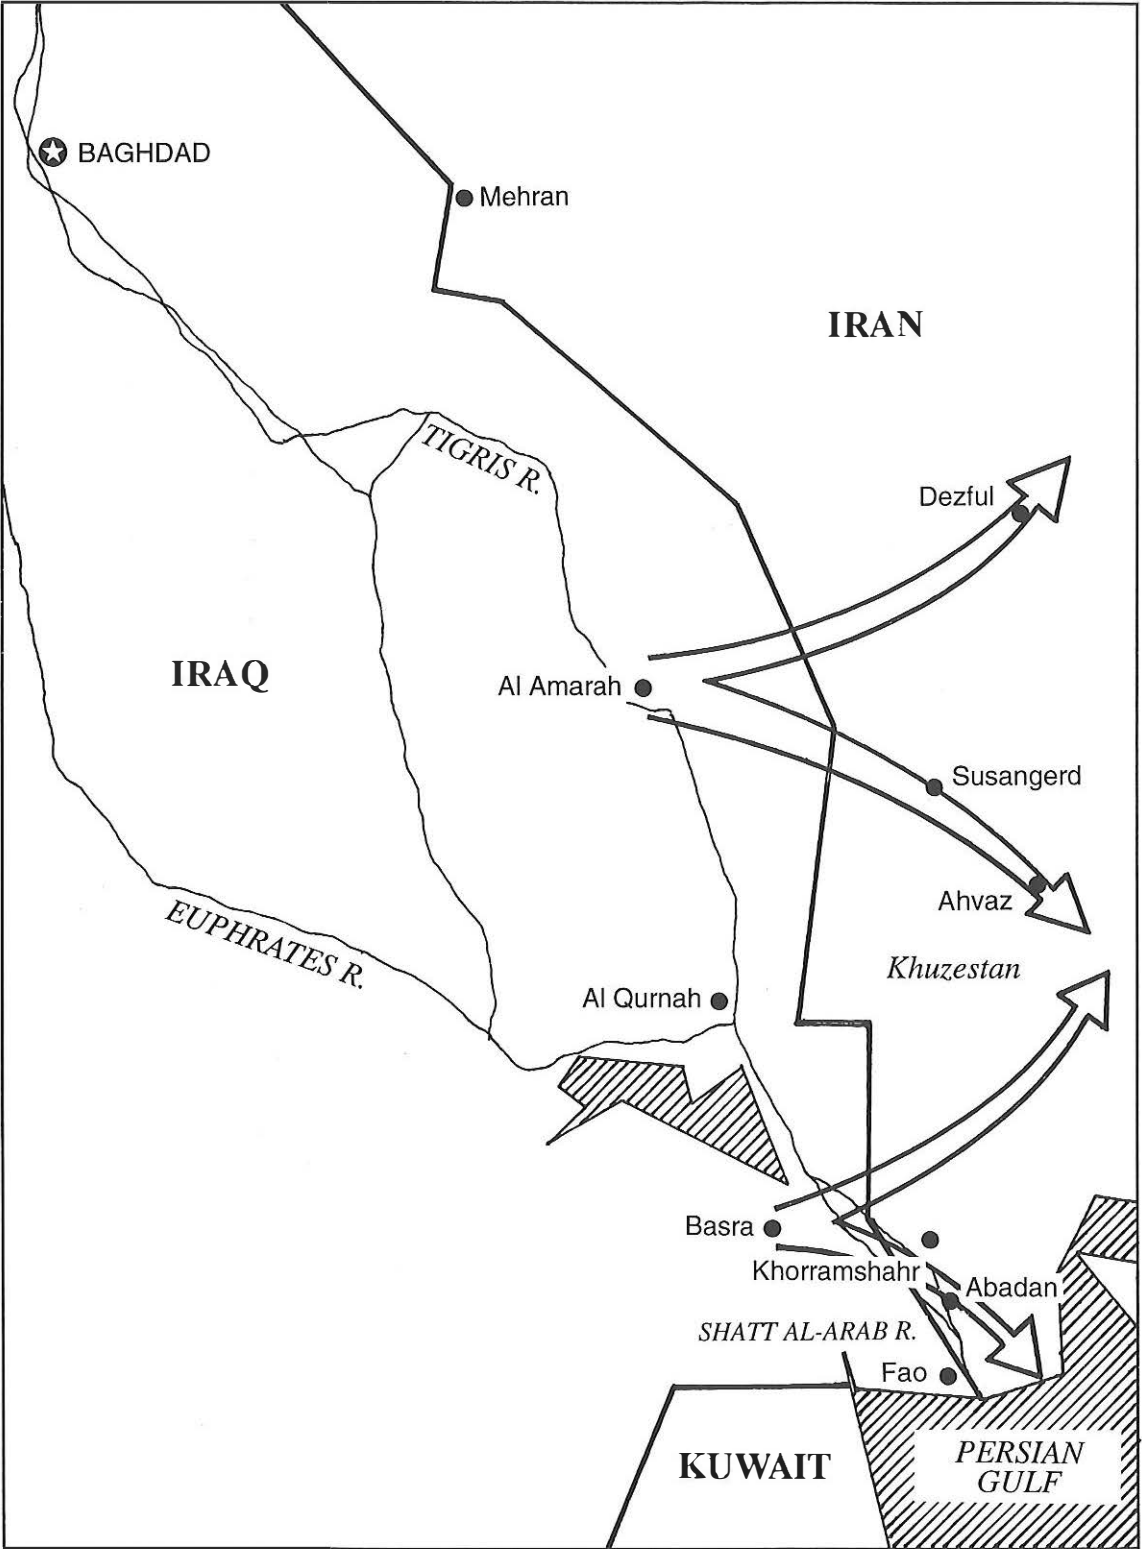 BAGHDAD
Mehran
IRAN
TIGRIS R.
Dezful
IRAQ
Al Amarah
Susangerd
Ahvaz
EUPHRATES R.
Khuzestan
Al Qurnah
Basra
Khorramshahr
Abadan
SHATT AL-ARAB R.
Fao
KUWAIT
PERSIAN
GULF